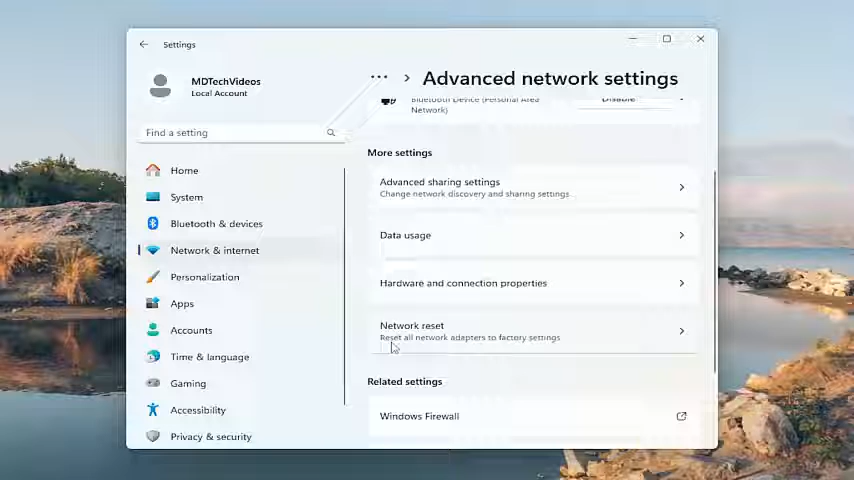 Settings
MDTechVideos
Local Account
Find a setting
Home
System
Bluetooth & devices
Network & internet
Personalization
Apps
Accounts
Time & language
Gaming
Accessibility
Privacy & security
... > Advanced network settings
Bluetooth Device (Personal Area
Network)
Disable
More settings
Advanced sharing settings
Change network discovery and sharing settings
Data usage
Hardware and connection properties
Network reset
Reset all network adapters to factory settings
Related settings
Windows Firewall